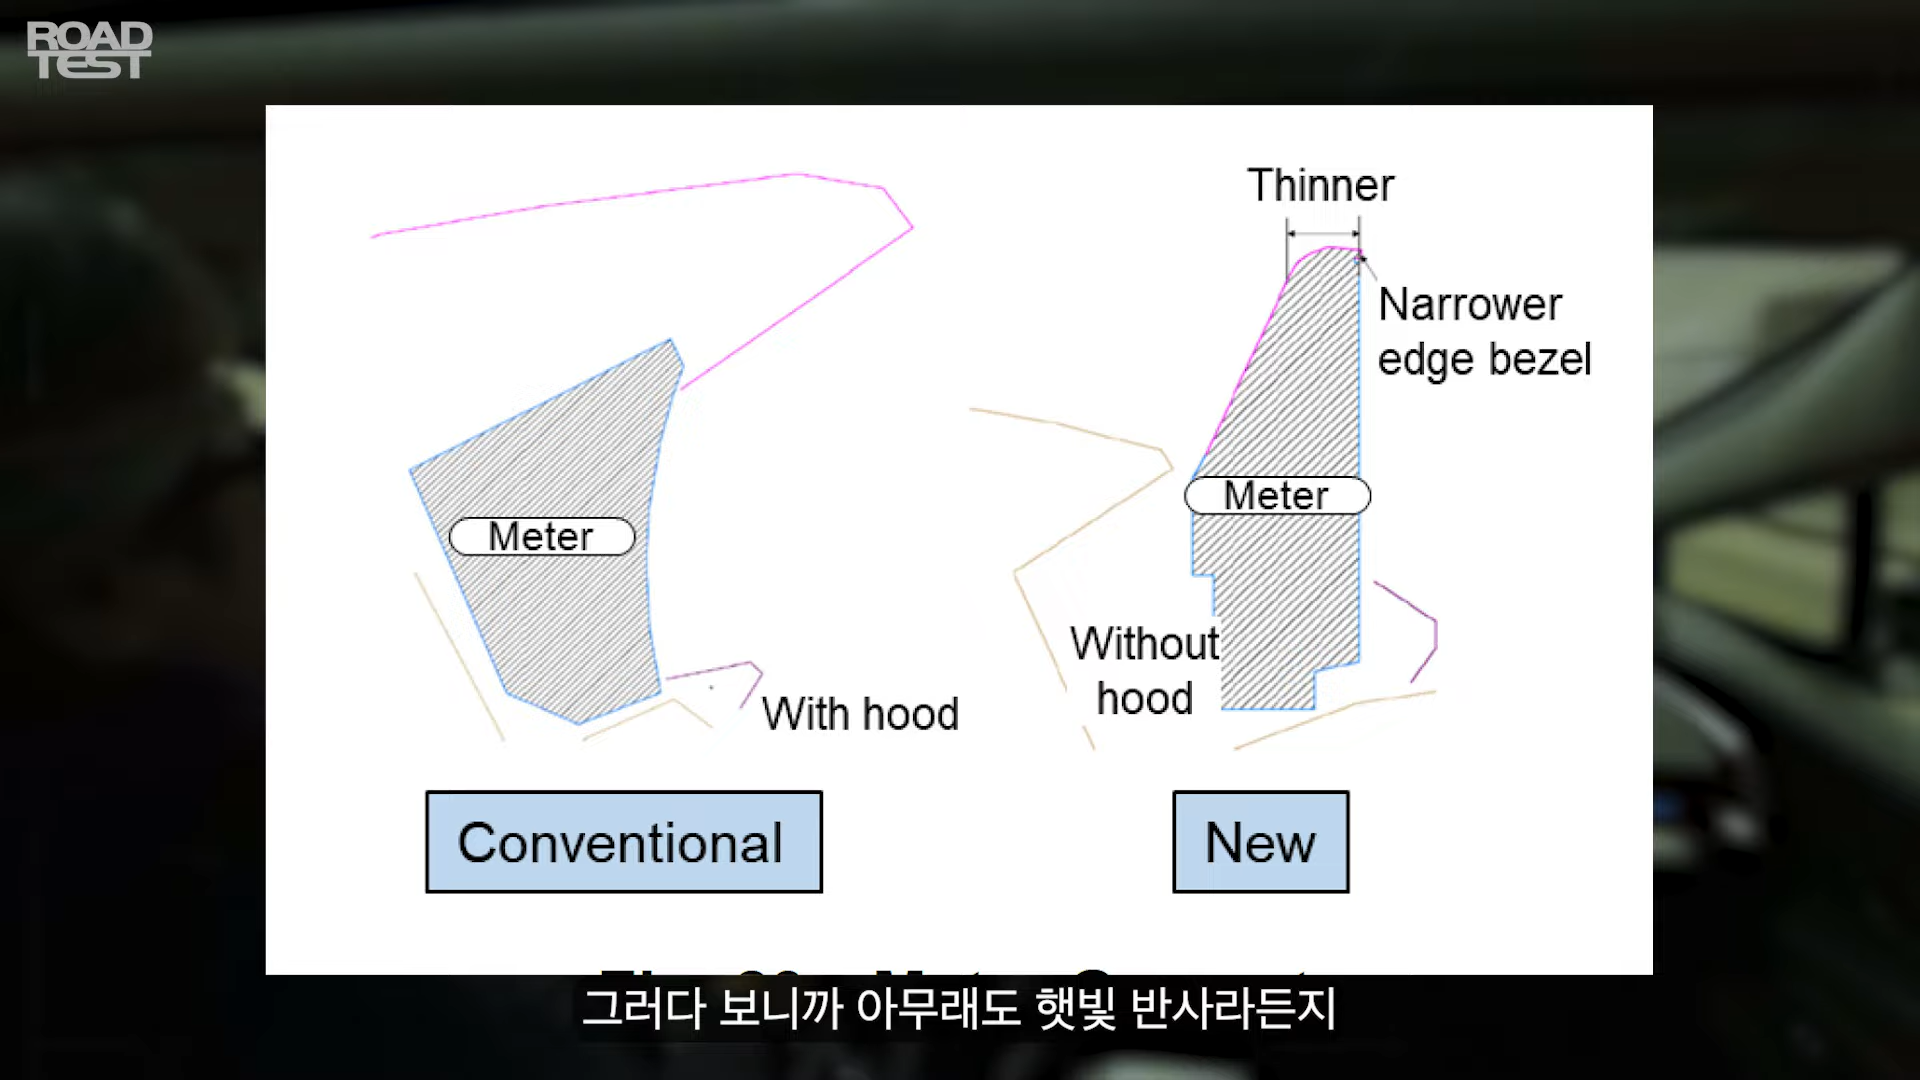 ROAD
TEST
Thinner
Narrower
edge bezel
Meter
Meter
Without
hood
With hood
Conventional
New
그러다 보니까 아무래도 햇빛 반사라든지